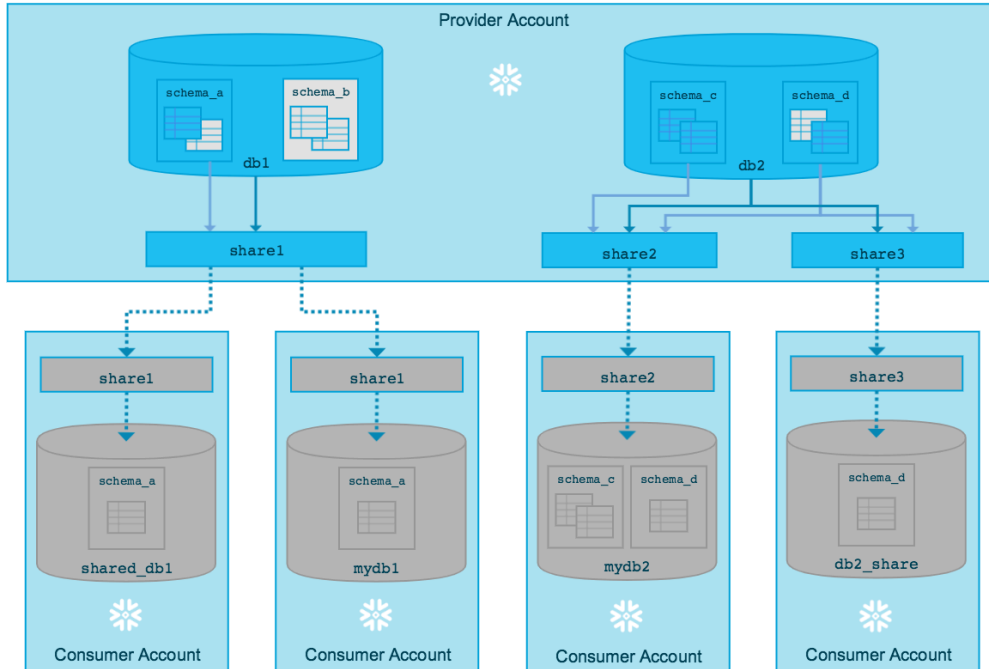 Provider Account
schema_a
schema_b
db1
schema_c
schema_d
db2
share1
share2
share3
share1
schema_a
shared_db1
Consumer Account
share1
schema_a
mydb1
Consumer Account
share2
schema_c
schema_d
mydb2
Consumer Account
share3
schema_d
db2_share
Consumer Account